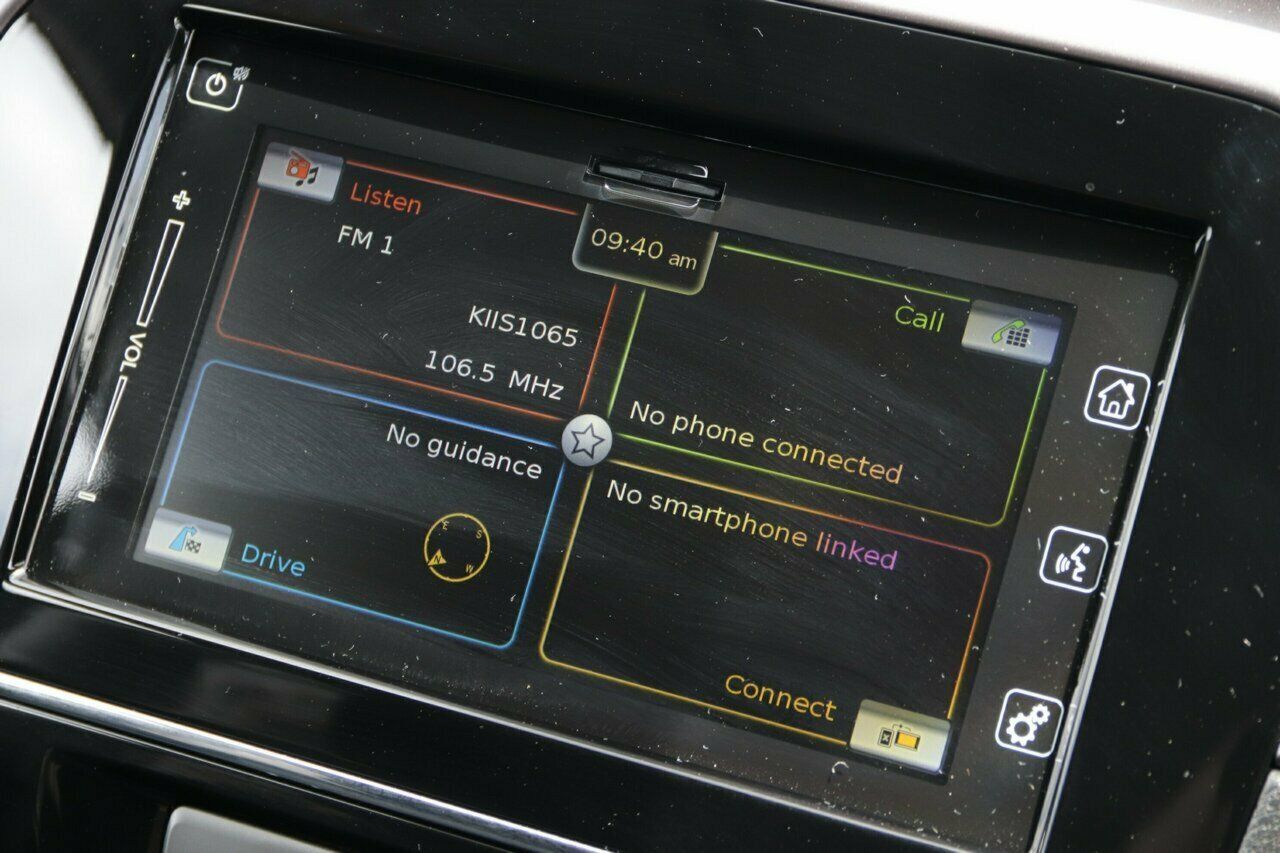 Listen
FM 1
KIIS1065
106.5 MHz
09:40 am
Call
No phone connected
VOL
No guidance
E
S
W
Drive
No smartphone linked
Connect